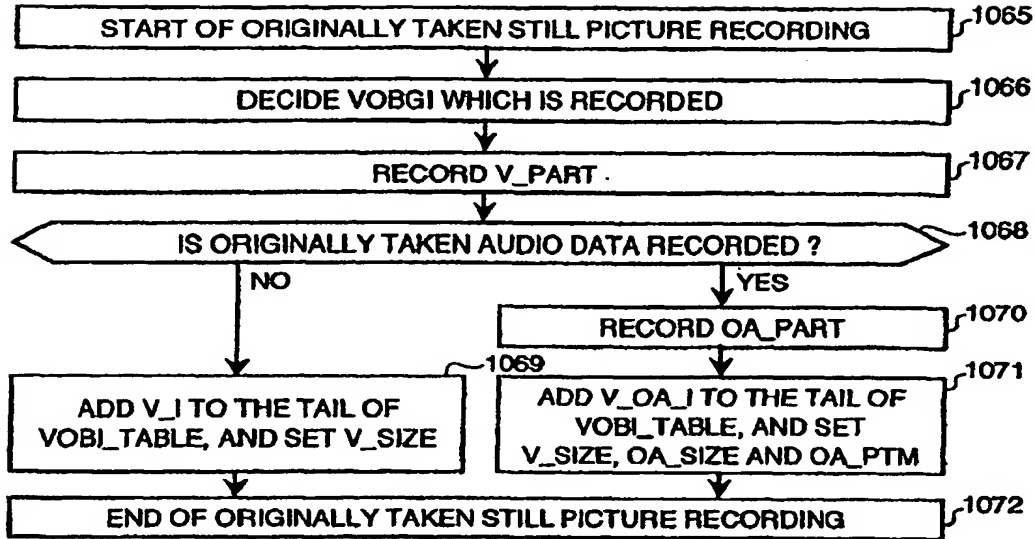 START OF ORIGINALLY TAKEN STILL PICTURE RECORDING
1065
DECIDE VOBGI WHICH IS RECORDED
1066
RECORD V_PART
1067
IS ORIGINALLY TAKEN AUDIO DATA RECORDED ?
1068
NO
YES
RECORD OA_PART
1070
1069
ADD V_I TO THE TAIL OF
VOBI_TABLE, AND SET V_SIZE
1071
ADD V_OA_I TO THE TAIL OF
VOBI_TABLE, AND SET
V_SIZE, OA_SIZE AND OA_PTM
END OF ORIGINALLY TAKEN STILL PICTURE RECORDING
1072